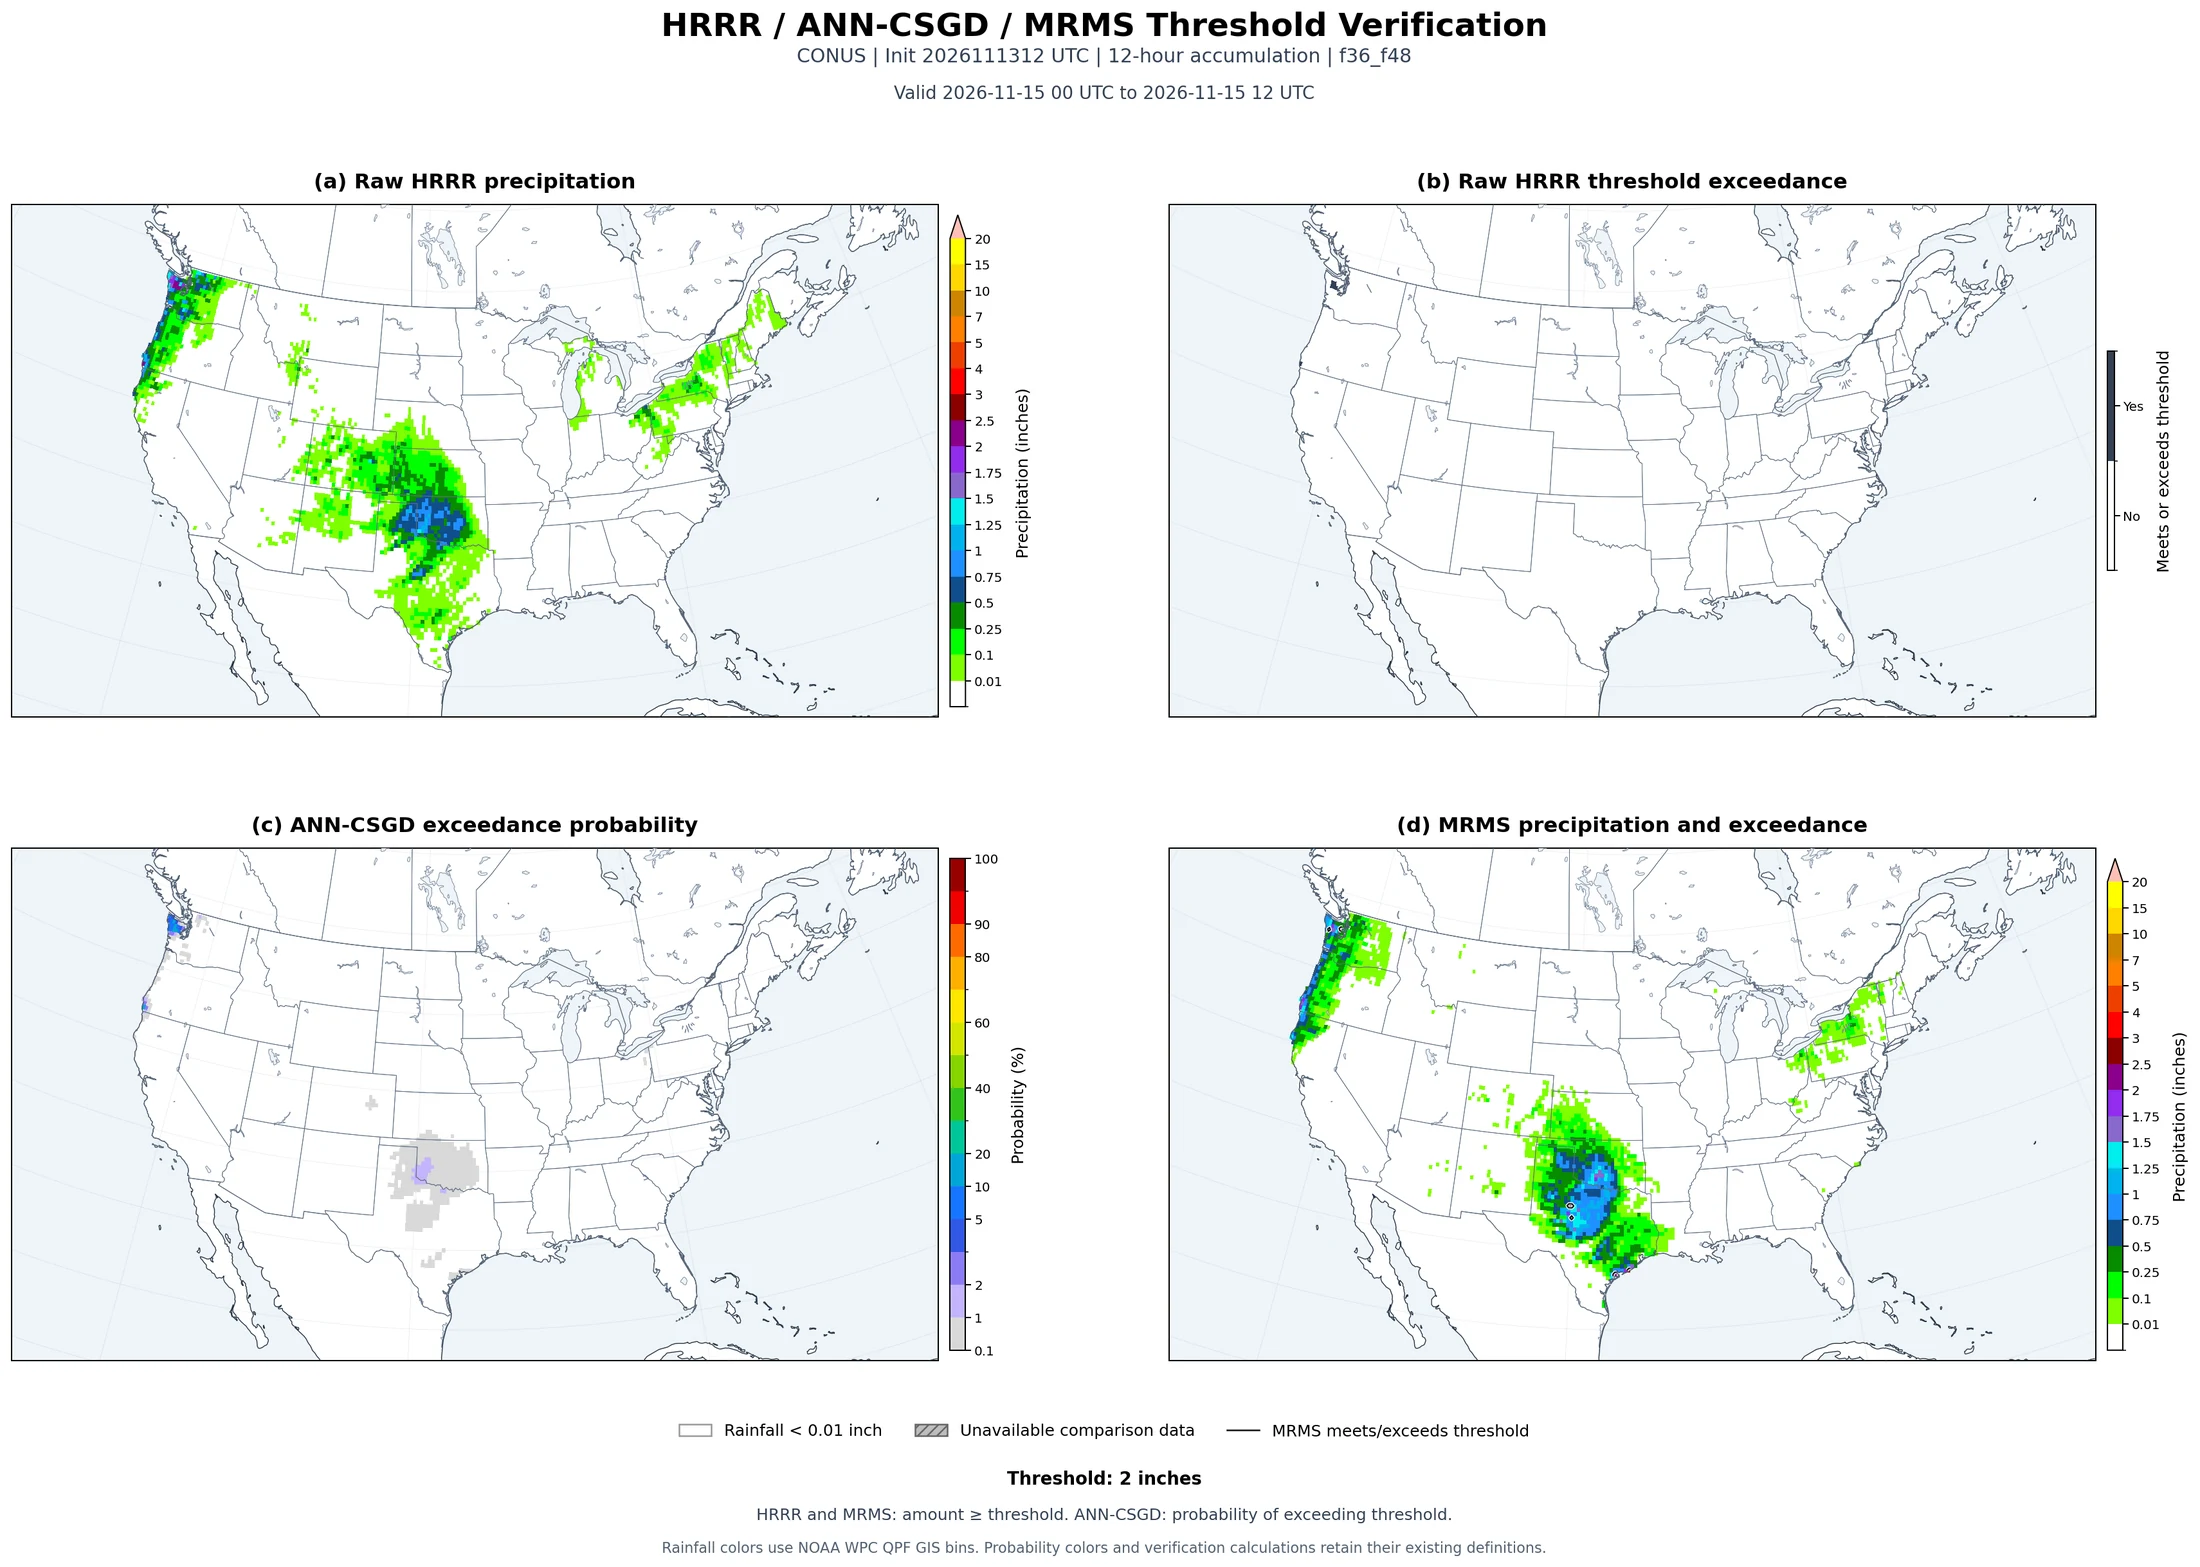 HRRR / ANN-CSGD / MRMS Threshold Verification
CONUS | Init 2026111312 UTC | 12-hour accumulation | f36_f48
Valid 2026-11-15 00 UTC to 2026-11-15 12 UTC
(a) Raw HRRR precipitation
20
15
10
7
5
4
3
2.5
2
1.75
1.5
1.25
1
0.75
0.5
0.25
0.1
0.01
Precipitation (inches)
(b) Raw HRRR threshold exceedance
Yes
No
Meets or exceeds threshold
(c) ANN-CSGD exceedance probability
100
90
80
60
40
20
10
5
2
1
0.1
Probability (%)
(d) MRMS precipitation and exceedance
20
15
10
7
5
4
3
2.5
2
1.75
1.5
1.25
1
0.75
0.5
0.25
0.1
0.01
Precipitation (inches)
Rainfall < 0.01 inch
Unavailable comparison data
MRMS meets/exceeds threshold
Threshold: 2 inches
HRRR and MRMS: amount ≥ threshold. ANN-CSGD: probability of exceeding threshold.
Rainfall colors use NOAA WPC QPF GIS bins. Probability colors and verification calculations retain their existing definitions.